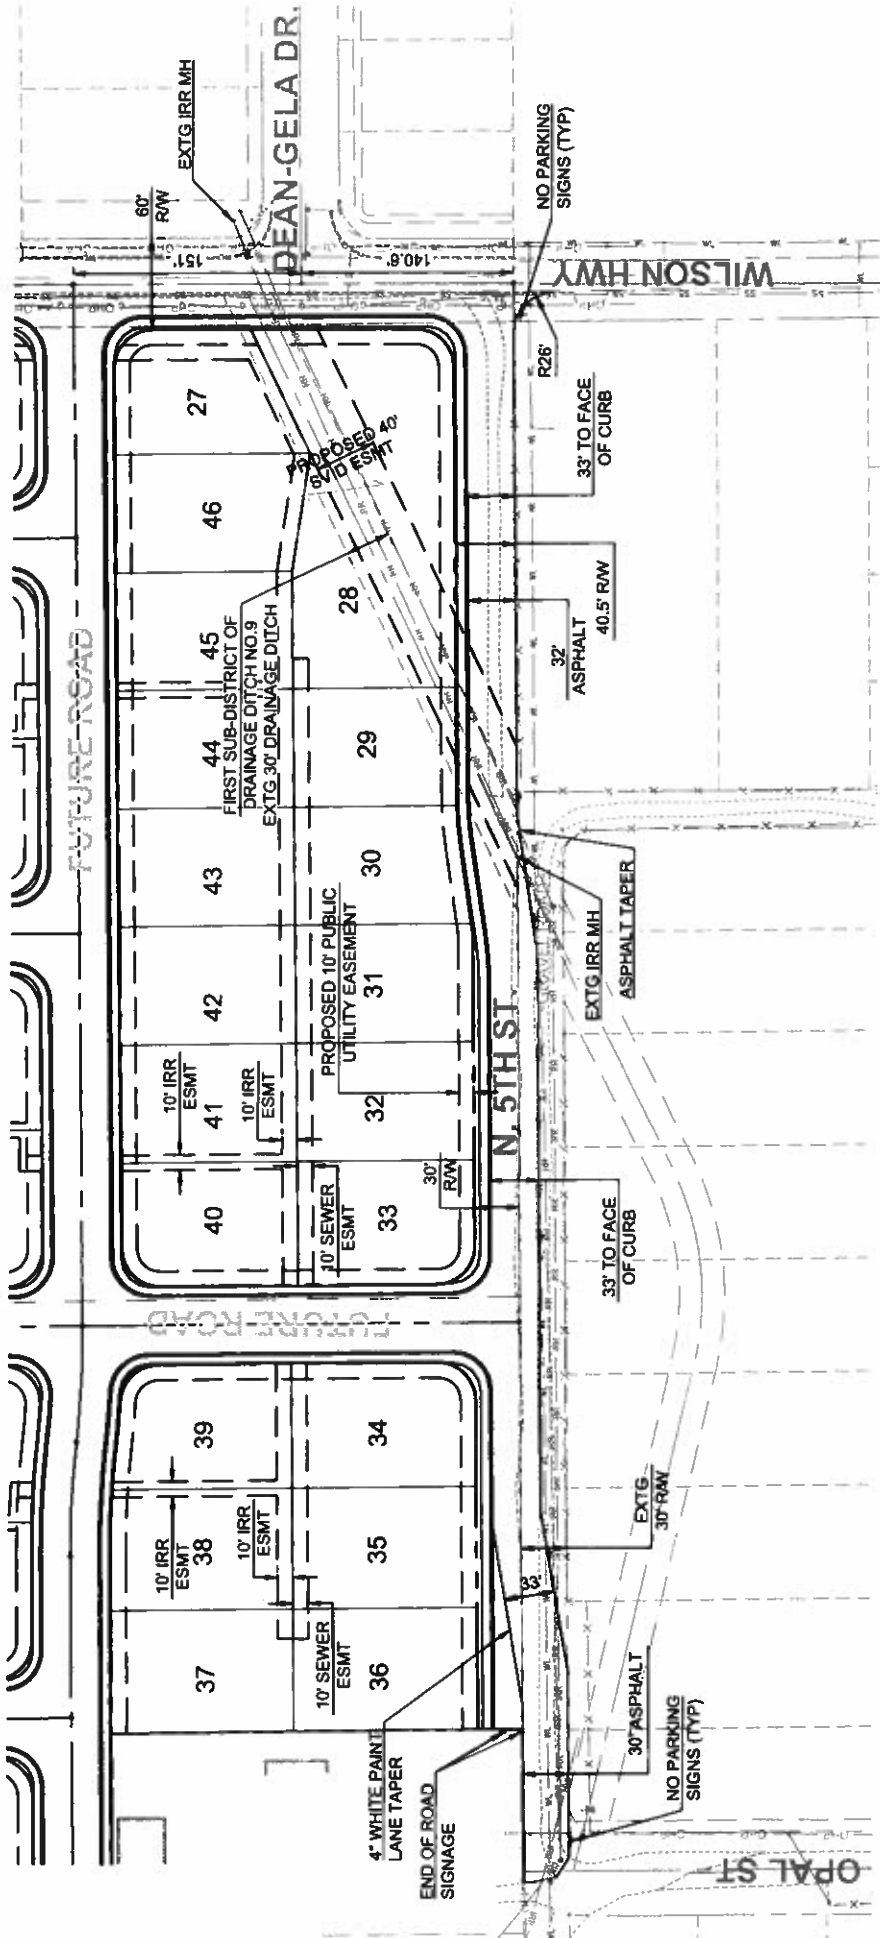 EXTG IRR MH
DEAN-GELA DR.
60'
R/W
151'
140.8'
NO PARKING
SIGNS (TYP)
WILSON HWY
R26'
33' TO FACE
OF CURB
40.5' R/W
32'
ASPHALT
27
46
45
44
43
42
41
40
PROPOSED 40'
SVID ESMT
28
29
30
31
32
33
FIRST SUB-DISTRICT OF
DRAINAGE DITCH NO.9
EXTG 30' DRAINAGE DITCH
FUTURE ROAD
PROPOSED 10' PUBLIC
UTILITY EASEMENT
10' IRR
ESMT
10' IRR
ESMT
10' SEWER
ESMT
30'
R/W
N. 5TH ST
EXTG IRR MH
ASPHALT TAPER
33' TO FACE
OF CURB
FUTURE ROAD
39
38
37
34
35
36
10' IRR
ESMT
10' IRR
ESMT
10' SEWER
ESMT
EXTG
30' R/W
33'
30' ASPHALT
NO PARKING
SIGNS (TYP)
4" WHITE PAINT
LANE TAPER
END OF ROAD
SIGNAGE
OPAL ST